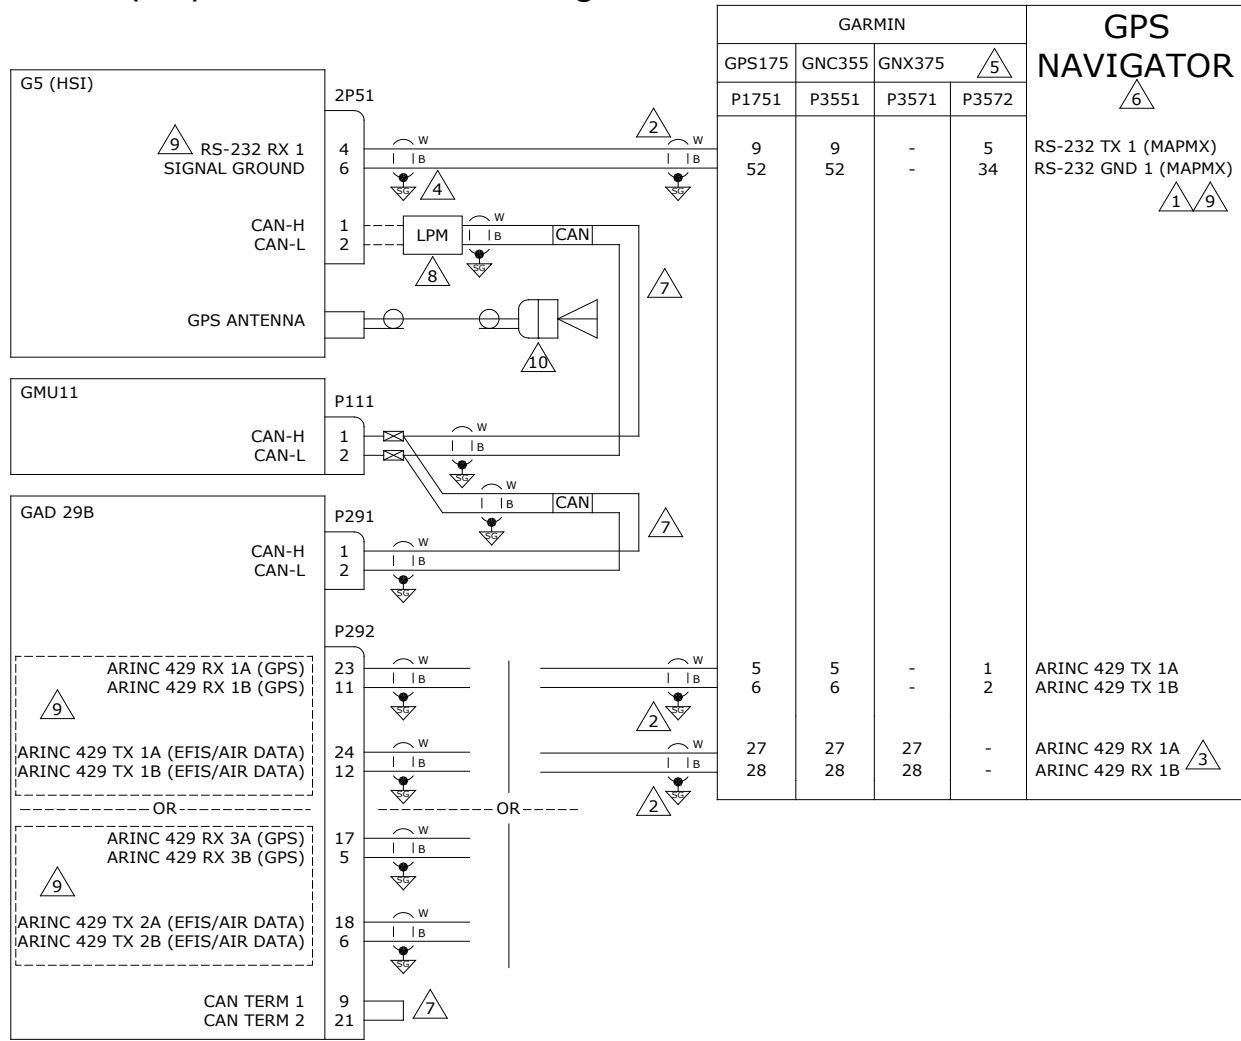 GARMIN
GPS NAVIGATOR
GPS175 GNC355 GNX375 5
6
P1751 P3551 P3571 P3572
G5 (HSI)
2P51
9 RS-232 RX 1 4 W 2 W 9 9 - 5 RS-232 TX 1 (MAPMX)
SIGNAL GROUND 6 B B 52 52 - 34 RS-232 GND 1 (MAPMX)
SG 4 SG 1 9
CAN-H 1 LPM W CAN
CAN-L 2 B
8 SG 7
GPS ANTENNA
10
GMU11
P111
CAN-H 1 W
CAN-L 2 B
SG
W CAN
B
SG 7
GAD 29B
P291
CAN-H 1 W
CAN-L 2 B
SG
P292
ARINC 429 RX 1A (GPS) 23 W W 5 5 - 1 ARINC 429 TX 1A
ARINC 429 RX 1B (GPS) 11 B B 6 6 - 2 ARINC 429 TX 1B
9 SG 2 SG
ARINC 429 TX 1A (EFIS/AIR DATA) 24 W W 27 27 27 - ARINC 429 RX 1A 3
ARINC 429 TX 1B (EFIS/AIR DATA) 12 B B 28 28 28 - ARINC 429 RX 1B
SG 2 SG
OR OR
ARINC 429 RX 3A (GPS) 17 W
ARINC 429 RX 3B (GPS) 5 B
9 SG
ARINC 429 TX 2A (EFIS/AIR DATA) 18 W
ARINC 429 TX 2B (EFIS/AIR DATA) 6 B
SG
CAN TERM 1 9 7
CAN TERM 2 21